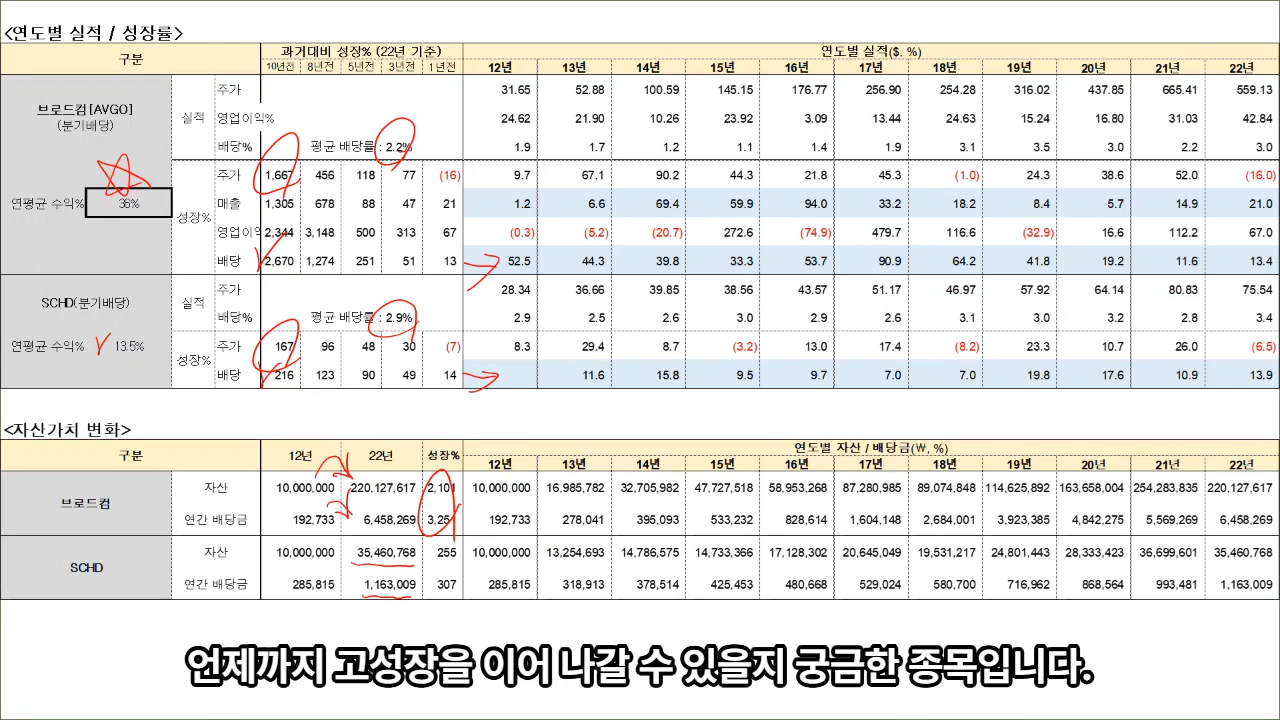 <연도별 실적 / 성장률>
구분 과거대비 성장% (22년 기준) 연도별 실적($, %)
10년전 8년전 5년전 3년전 1년전 12년 13년 14년 15년 16년 17년 18년 19년 20년 21년 22년
브로드컴[AVGO]
(분기배당)
연평균 수익% 36%
실적
주가 31.65 52.88 100.59 145.15 176.77 256.90 254.28 316.02 437.85 665.41 559.13
영업이익% 24.62 21.90 10.26 23.92 3.09 13.44 24.63 15.24 16.80 31.03 42.84
배당% 평균 배당률 : 2.2% 1.9 1.7 1.2 1.1 1.4 1.9 3.1 3.5 3.0 2.2 3.0
성장%
주가 1,667 456 118 77 (16) 9.7 67.1 90.2 44.3 21.8 45.3 (1.0) 24.3 38.6 52.0 (16.0)
매출 1,305 678 88 47 21 1.2 6.6 69.4 59.9 94.0 33.2 18.2 8.4 5.7 14.9 21.0
영업이익 2,344 3,148 500 313 67 (0.3) (5.2) (20.7) 272.6 (74.9) 479.7 116.6 (32.9) 16.6 112.2 67.0
배당 2,670 1,274 251 51 13 52.5 44.3 39.8 33.3 53.7 90.9 64.2 41.8 19.2 11.6 13.4
SCHD(분기배당)
연평균 수익% 13.5%
실적
주가 28.34 36.66 39.85 38.56 43.57 51.17 46.97 57.92 64.14 80.83 75.54
배당% 평균 배당률 : 2.9% 2.9 2.5 2.6 3.0 2.9 2.6 3.1 3.0 3.2 2.8 3.4
성장%
주가 167 96 48 30 (7) 8.3 29.4 8.7 (3.2) 13.0 17.4 (8.2) 23.3 10.7 26.0 (6.5)
배당 216 123 90 49 14 11.6 15.8 9.5 9.7 7.0 7.0 19.8 17.6 10.9 13.9
<자산가치 변화>
구분 12년 22년 성장% 연도별 자산 / 배당금(₩, %)
12년 13년 14년 15년 16년 17년 18년 19년 20년 21년 22년
브로드컴
자산 10,000,000 220,127,617 2,101 10,000,000 16,985,782 32,705,982 47,727,518 58,953,268 87,280,985 89,074,848 114,625,892 163,658,004 254,283,835 220,127,617
연간 배당금 192,733 6,458,269 3,251 192,733 278,041 395,093 533,232 828,614 1,604,148 2,684,001 3,923,385 4,842,275 5,569,269 6,458,269
SCHD
자산 10,000,000 35,460,768 255 10,000,000 13,254,693 14,786,575 14,733,366 17,128,302 20,645,049 19,531,217 24,801,443 28,333,423 36,699,601 35,460,768
연간 배당금 285,815 1,163,009 307 285,815 318,913 378,514 425,453 480,668 529,024 580,700 716,962 868,564 993,481 1,163,009
언제까지 고성장을 이어 나갈 수 있을지 궁금한 종목입니다.